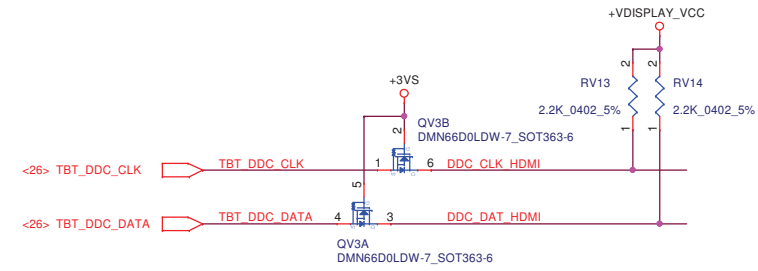 +VDISPLAY_VCC
2
2
RV13
RV14
2.2K_0402_5%
2.2K_0402_5%
1
1
+3VS
QV3B
DMN66D0LDW-7_SOT363-6
2
<26> TBT_DDC_CLK
TBT_DDC_CLK
1
6
DDC_CLK_HDMI
5
<26> TBT_DDC_DATA
TBT_DDC_DATA
4
3
DDC_DAT_HDMI
QV3A
DMN66D0LDW-7_SOT363-6